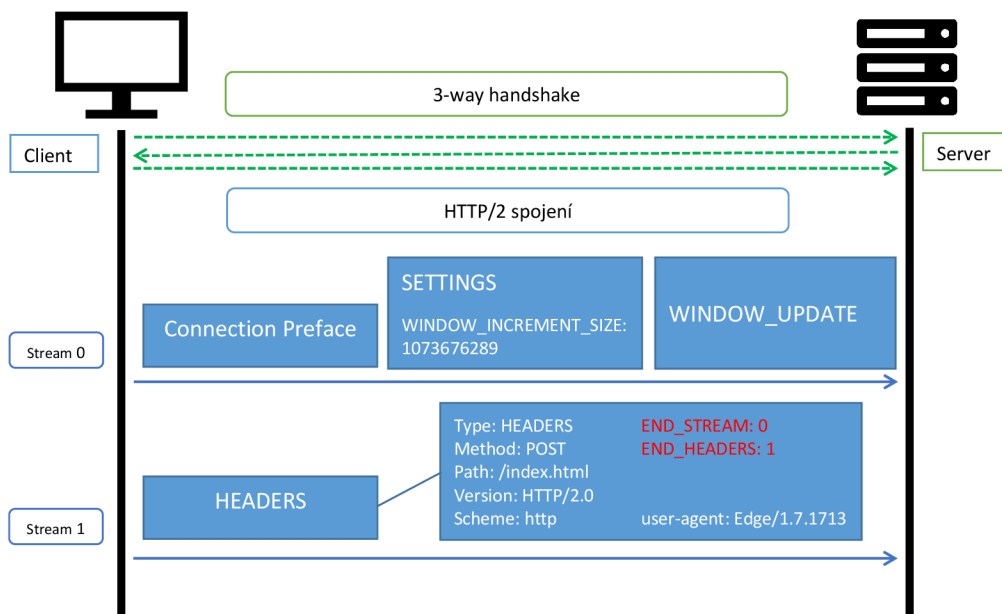 3-way handshake
Client
Server
HTTP/2 spojení
Stream 0
Connection Preface
SETTINGS
WINDOW_INCREMENT_SIZE:
1073676289
WINDOW_UPDATE
Stream 1
HEADERS
Type: HEADERS END_STREAM: 0
Method: POST END_HEADERS: 1
Path: /index.html
Version: HTTP/2.0
Scheme: http user-agent: Edge/1.7.1713